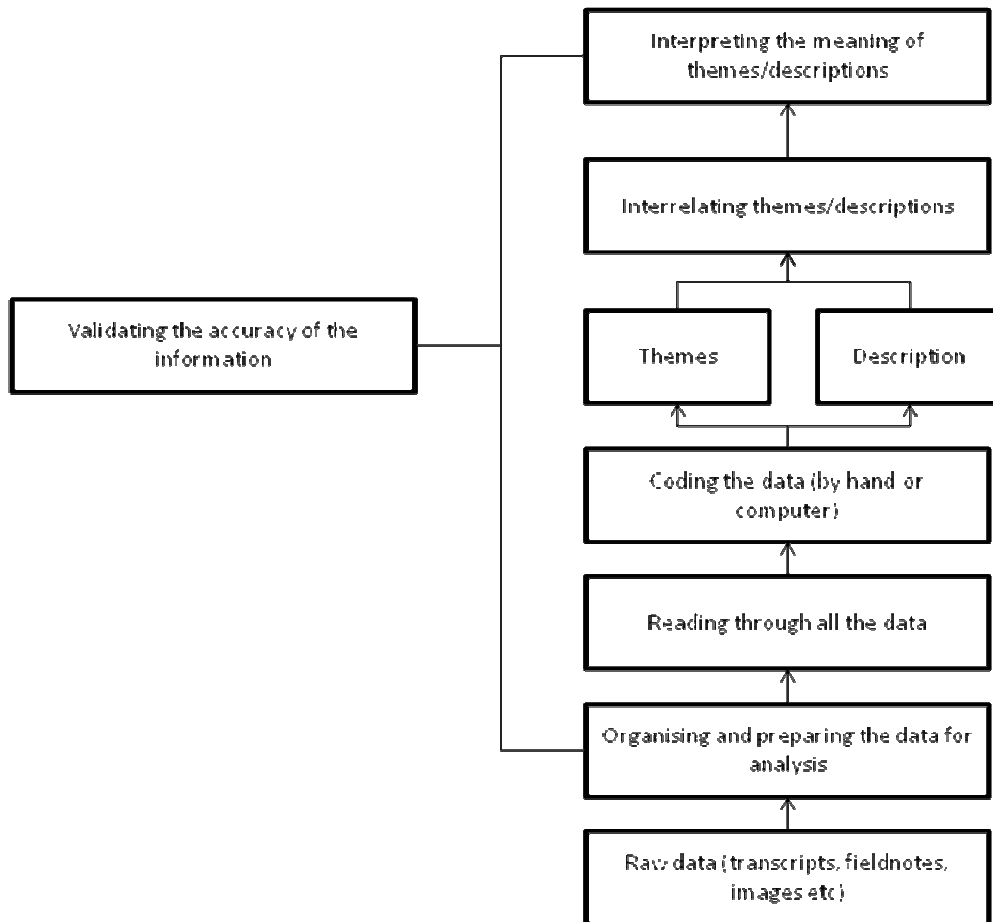 Interpreting the meaning of
themes/descriptions
Interrelating themes/descriptions
Validating the accuracy of the
information
Themes
Description
Coding the data (by hand or
computer)
Reading through all the data
Organising and preparing the data for
analysis
Raw data (transcripts, fieldnotes,
images etc)